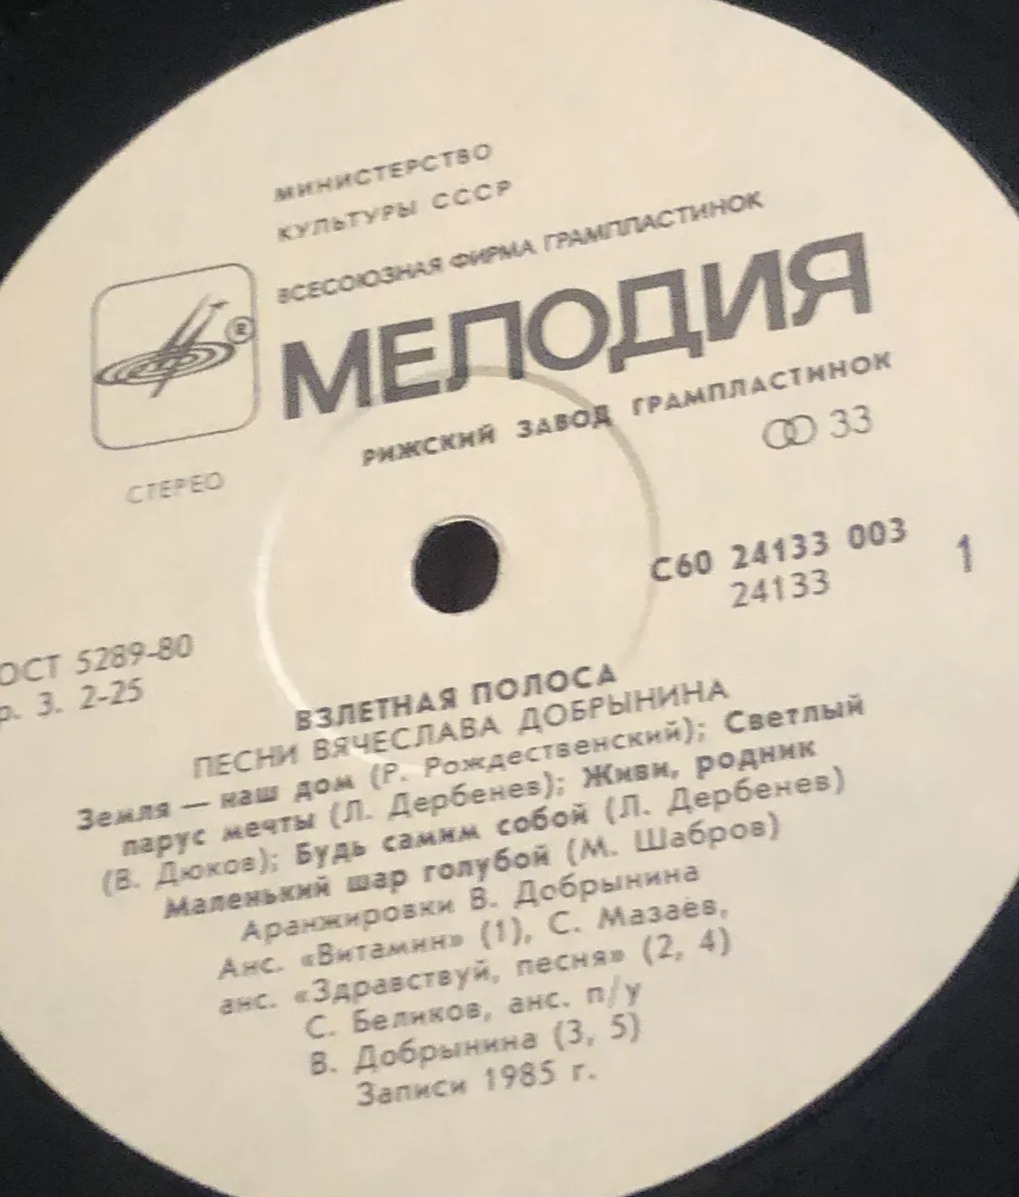 МИНИСТЕРСТВО
КУЛЬТУРЫ СССР
ВСЕСОЮЗНАЯ ФИРМА ГРАМПЛАСТИНОК
МЕЛОДИЯ
®
РИЖСКИЙ ЗАВОД ГРАМПЛАСТИНОК
СТЕРЕО
33
С60 24133 003
24133
1
ОСТ 5289-80
р. 3. 2-25
ВЗЛЕТНАЯ ПОЛОСА
ПЕСНИ ВЯЧЕСЛАВА ДОБРЫНИНА
Земля — наш дом (Р. Рождественский); Светлый
парус мечты (Л. Дербенев); Живи, родник
(В. Дюков); Будь самим собой (Л. Дербенев)
Маленький шар голубой (М. Шабров)
Аранжировки В. Добрынина
Анс. «Витамин» (1), С. Мазаев,
анс. «Здравствуй, песня» (2, 4)
С. Беликов, анс. п/у
В. Добрынина (3, 5)
Записи 1985 г.